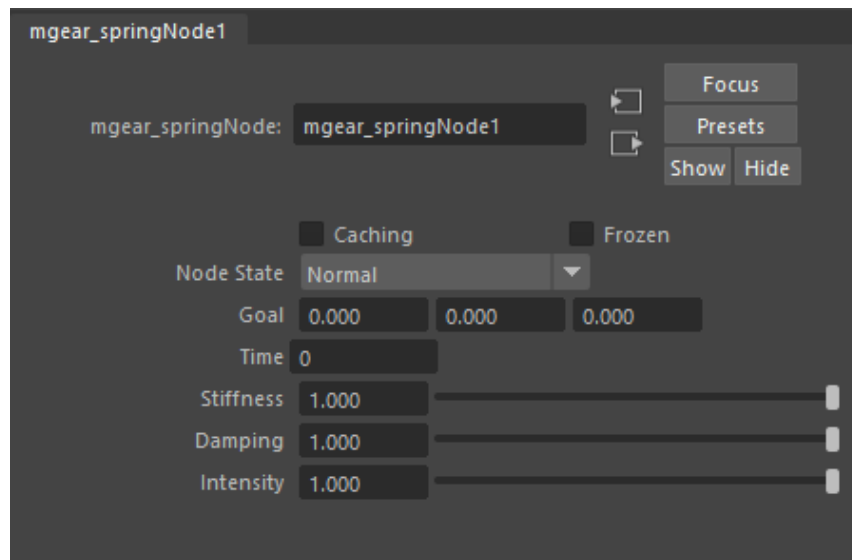 mgear_springNode1
mgear_springNode: mgear_springNode1
Focus
Presets
Show Hide
Caching Frozen
Node State Normal
Goal 0.000 0.000 0.000
Time 0
Stiffness 1.000
Damping 1.000
Intensity 1.000